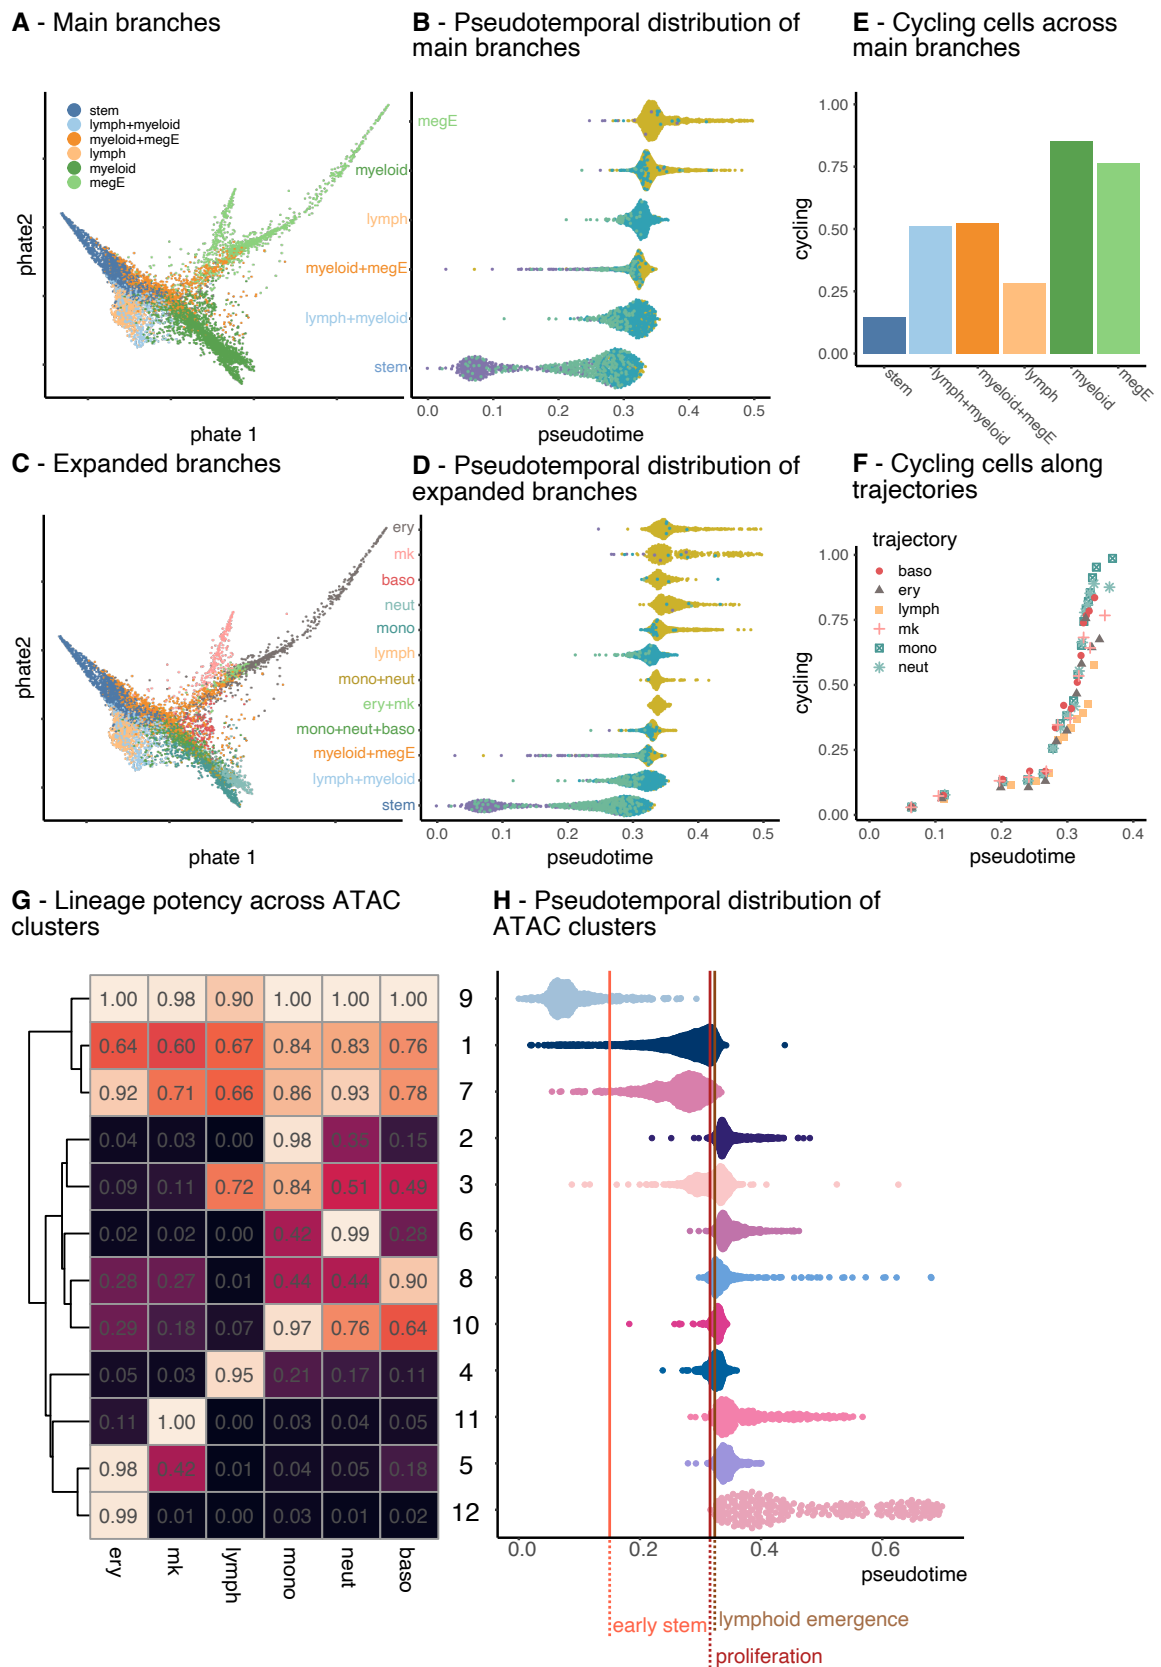 A - Main branches
stem
lymph+myeloid
myeloid+megE
lymph
myeloid
megE
phate2
phate 1
B - Pseudotemporal distribution of
main branches
megE
myeloid
lymph
myeloid+megE
lymph+myeloid
stem
0.0 0.1 0.2 0.3 0.4 0.5
pseudotime
E - Cycling cells across
main branches
1.00
0.75
0.50
0.25
0.00
cycling
stem
lymph+myeloid
myeloid+megE
lymph
myeloid
megE
C - Expanded branches
phate2
phate 1
D - Pseudotemporal distribution of
expanded branches
ery
mk
baso
neut
mono
lymph
mono+neut
ery+mk
mono+neut+baso
myeloid+megE
lymph+myeloid
stem
0.0 0.1 0.2 0.3 0.4 0.5
pseudotime
F - Cycling cells along
trajectories
trajectory
baso
ery
lymph
mk
mono
neut
1.00
0.75
0.50
0.25
0.00
cycling
0.0 0.1 0.2 0.3 0.4
pseudotime
G - Lineage potency across ATAC
clusters
1.00 0.98 0.90 1.00 1.00 1.00
0.64 0.60 0.67 0.84 0.83 0.76
0.92 0.71 0.66 0.86 0.93 0.78
0.04 0.03 0.00 0.98 0.35 0.15
0.09 0.11 0.72 0.84 0.51 0.49
0.02 0.02 0.00 0.42 0.99 0.28
0.28 0.27 0.01 0.44 0.44 0.90
0.29 0.18 0.07 0.97 0.76 0.64
0.05 0.03 0.95 0.21 0.17 0.11
0.11 1.00 0.00 0.03 0.04 0.05
0.98 0.42 0.01 0.04 0.05 0.18
0.99 0.01 0.00 0.03 0.01 0.02
ery mk lymph mono neut baso
H - Pseudotemporal distribution of
ATAC clusters
9
1
7
2
3
6
8
10
4
11
5
12
0.0 0.2 0.4 0.6
pseudotime
early stem
lymphoid emergence
proliferation